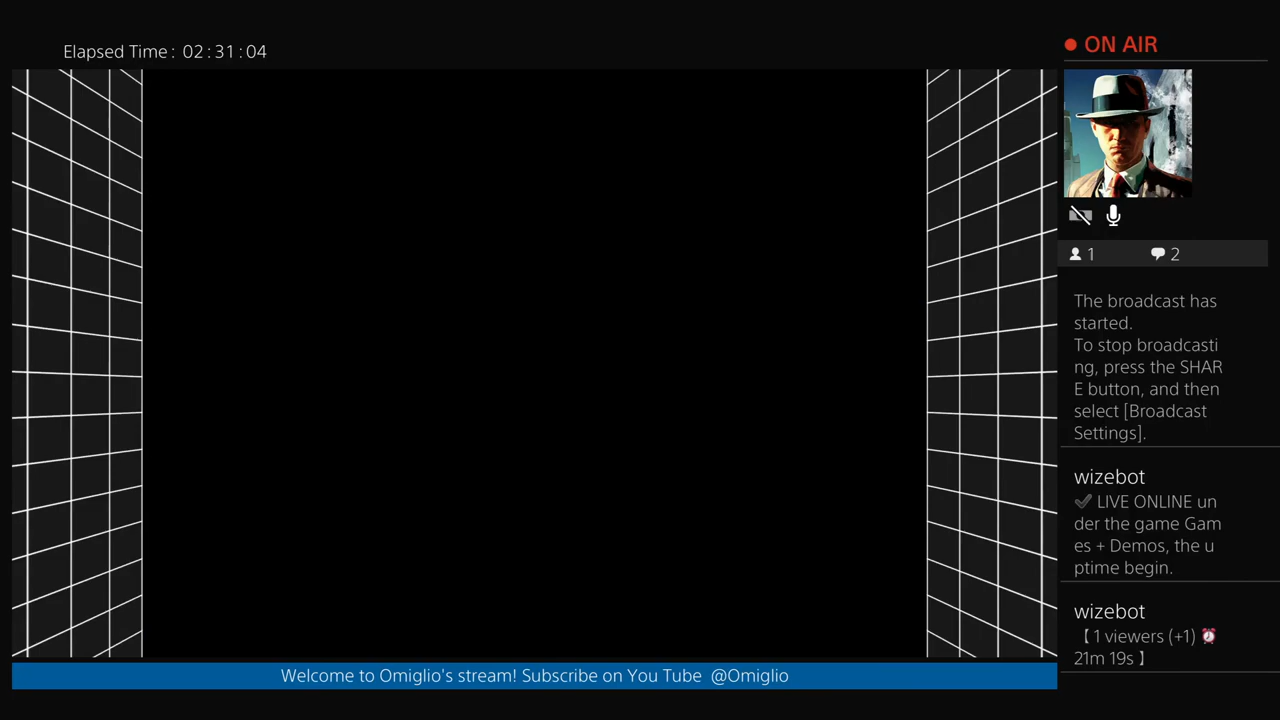 Elapsed Time: 02:31:04
ON AIR
1 2
The broadcast has
started.
To stop broadcasti
ng, press the SHAR
E button, and then
select [Broadcast
Settings].
wizebot
✔ LIVE ONLINE un
der the game Gam
es + Demos, the u
ptime begin.
wizebot
【1 viewers (+1) ⏰
21m 19s】
Welcome to Omiglio's stream! Subscribe on You Tube @Omiglio